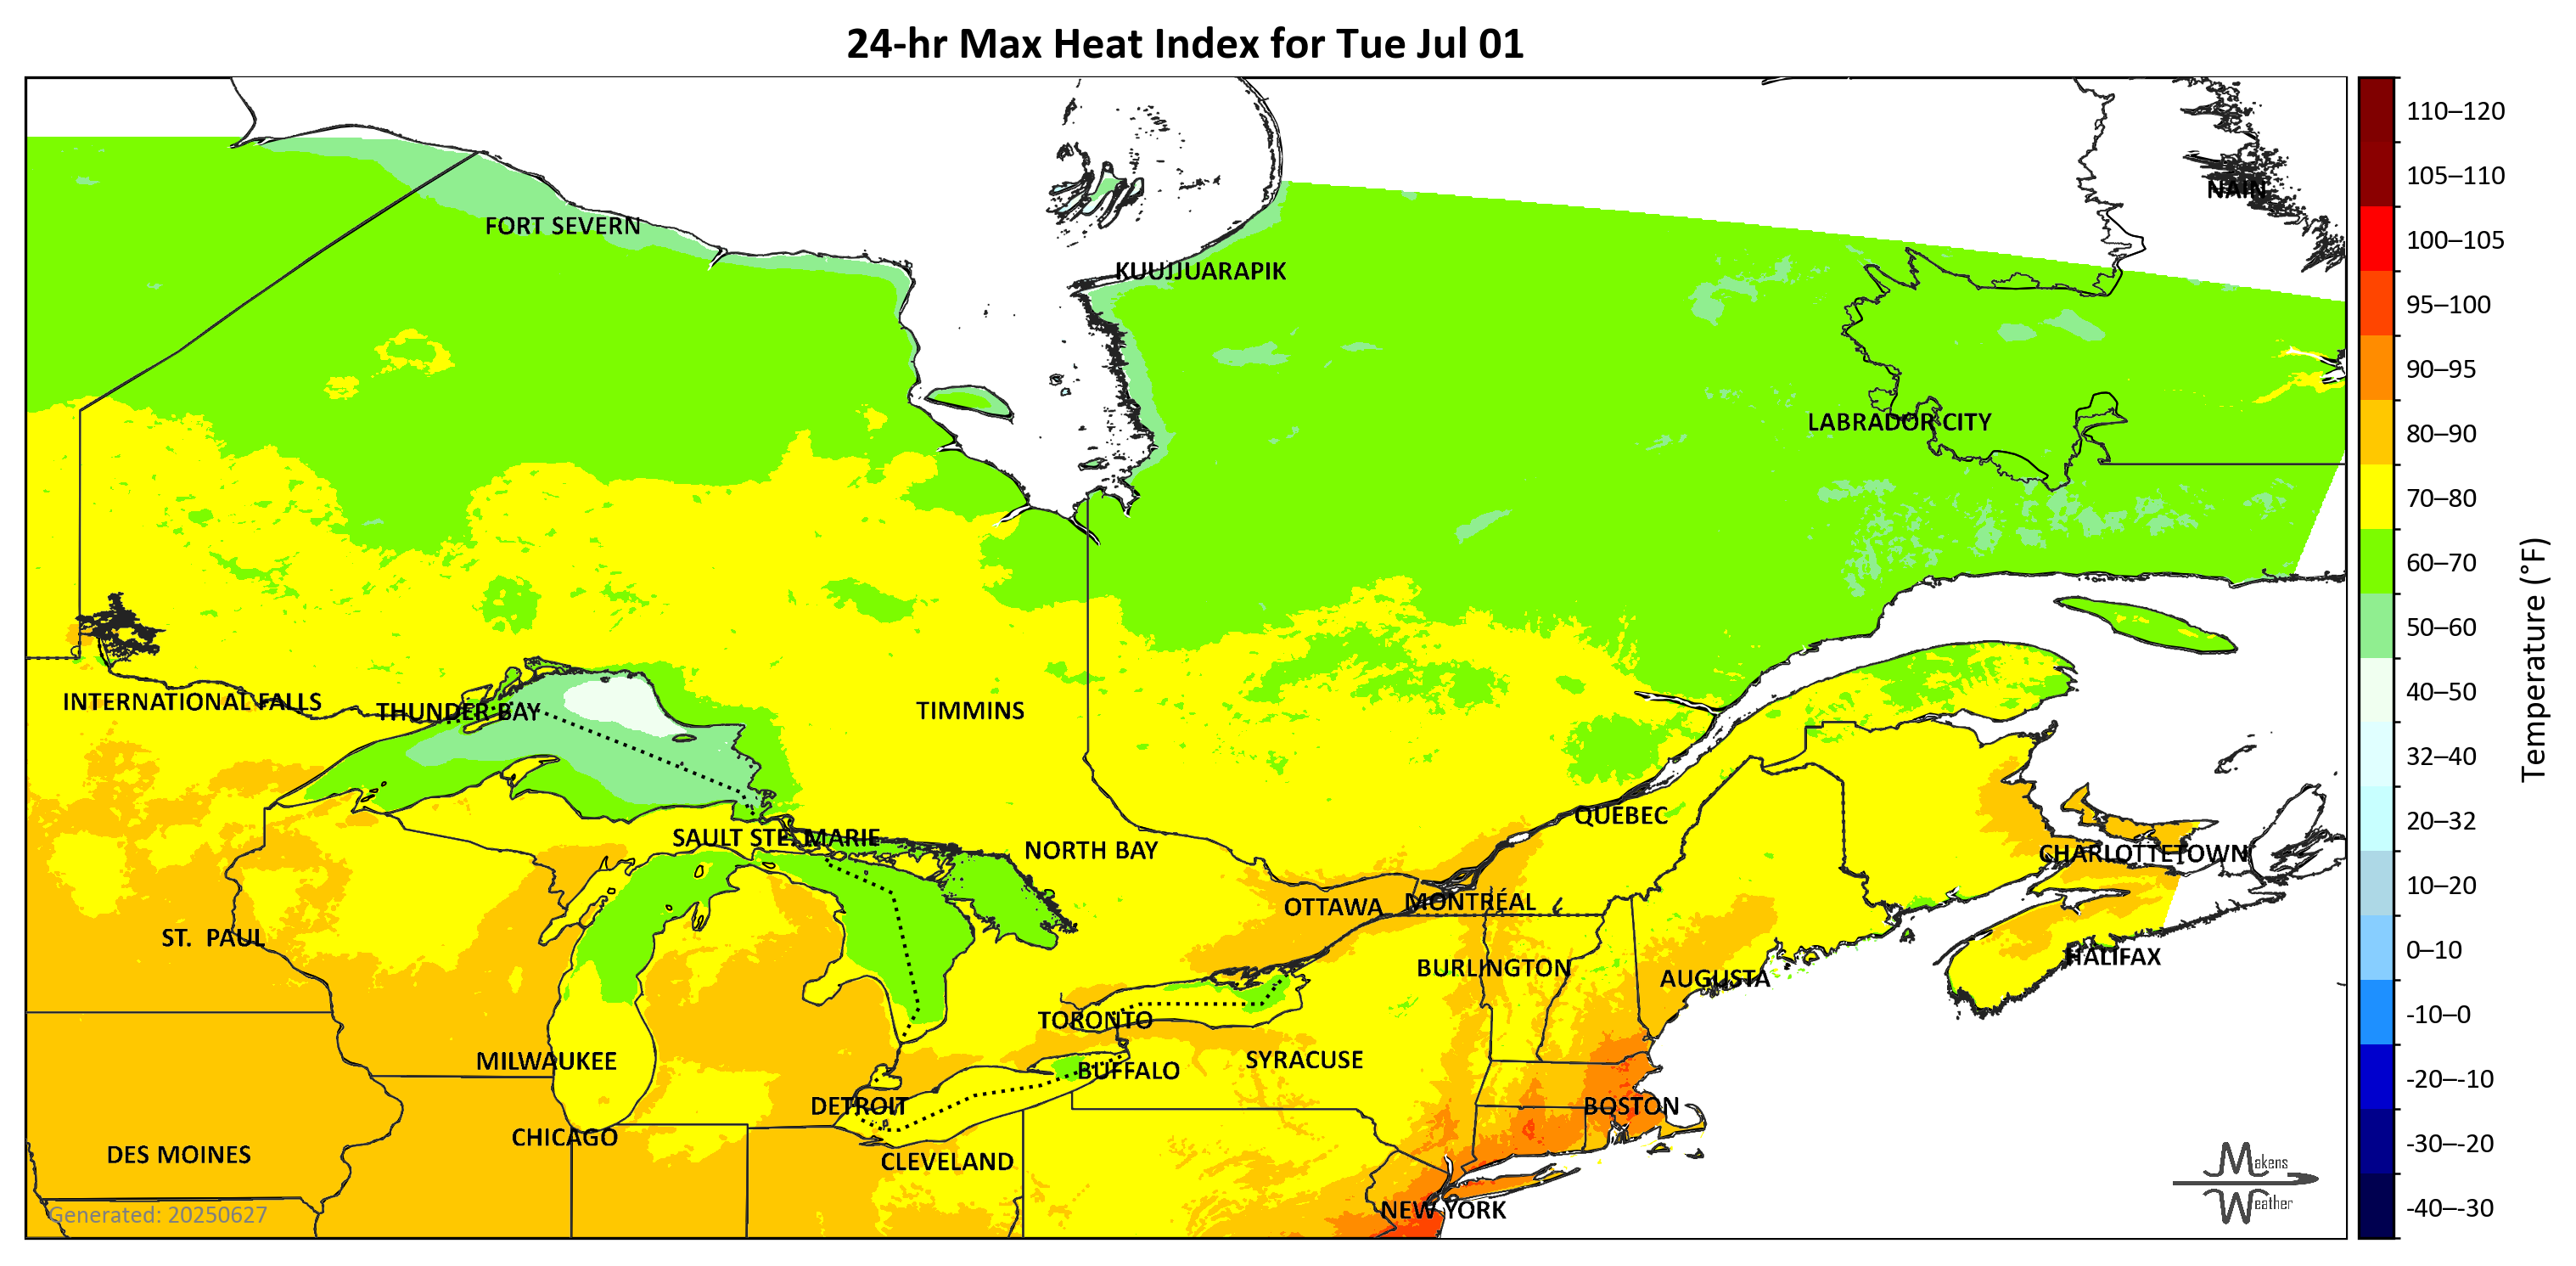 24-hr Max Heat Index for Tue Jul 01
NAIN
FORT SEVERN
KUUJJUARAPIK
LABRADOR CITY
INTERNATIONAL FALLS
THUNDER BAY
TIMMINS
QUÉBEC
SAULT STE. MARIE
NORTH BAY
CHARLOTTETOWN
OTTAWA
MONTRÉAL
ST. PAUL
HALIFAX
BURLINGTON
AUGUSTA
TORONTO
MILWAUKEE
SYRACUSE
BUFFALO
DETROIT
BOSTON
CHICAGO
DES MOINES
CLEVELAND
NEW YORK
Generated: 20250627
Makens
Weather
110–120
105–110
100–105
95–100
90–95
80–90
70–80
60–70
50–60
40–50
32–40
20–32
10–20
0–10
-10–0
-20–-10
-30–-20
-40–-30
Temperature (°F)